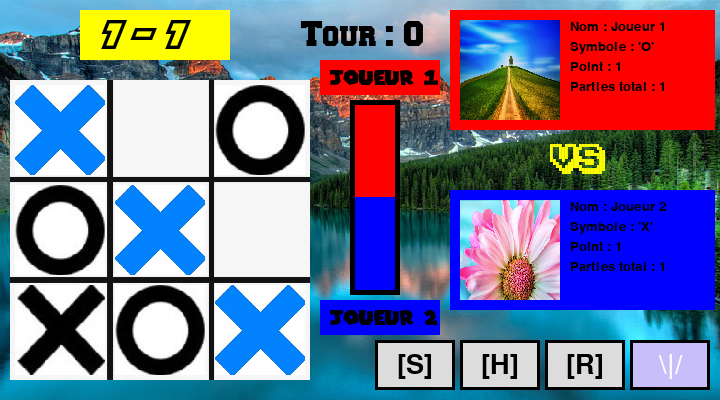 1-1
Tour : 0
Nom : Joueur 1
Symbole : 'O'
Point : 1
Parties total : 1
JOUEUR 1
VS
Nom : Joueur 2
Symbole : 'X'
Point : 1
Parties total : 1
JOUEUR 2
[S] [H] [R] \|/